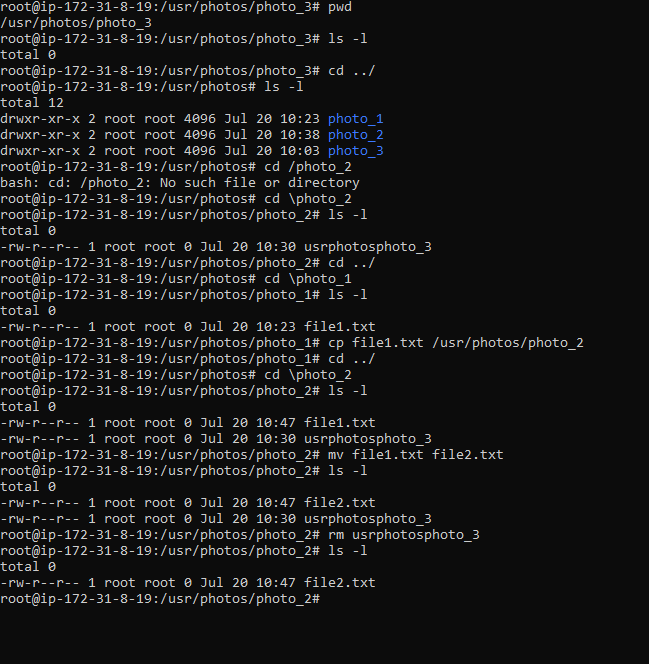 root@ip-172-31-8-19:/usr/photos/photo_3# pwd
/usr/photos/photo_3
root@ip-172-31-8-19:/usr/photos/photo_3# ls -l
total 0
root@ip-172-31-8-19:/usr/photos/photo_3# cd ../
root@ip-172-31-8-19:/usr/photos# ls -l
total 12
drwxr-xr-x 2 root root 4096 Jul 20 10:23 photo_1
drwxr-xr-x 2 root root 4096 Jul 20 10:38 photo_2
drwxr-xr-x 2 root root 4096 Jul 20 10:03 photo_3
root@ip-172-31-8-19:/usr/photos# cd /photo_2
bash: cd: /photo_2: No such file or directory
root@ip-172-31-8-19:/usr/photos# cd \photo_2
root@ip-172-31-8-19:/usr/photos/photo_2# ls -l
total 0
-rw-r--r-- 1 root root 0 Jul 20 10:30 usrphotosphoto_3
root@ip-172-31-8-19:/usr/photos/photo_2# cd ../
root@ip-172-31-8-19:/usr/photos# cd \photo_1
root@ip-172-31-8-19:/usr/photos/photo_1# ls -l
total 0
-rw-r--r-- 1 root root 0 Jul 20 10:23 file1.txt
root@ip-172-31-8-19:/usr/photos/photo_1# cp file1.txt /usr/photos/photo_2
root@ip-172-31-8-19:/usr/photos/photo_1# cd ../
root@ip-172-31-8-19:/usr/photos# cd \photo_2
root@ip-172-31-8-19:/usr/photos/photo_2# ls -l
total 0
-rw-r--r-- 1 root root 0 Jul 20 10:47 file1.txt
-rw-r--r-- 1 root root 0 Jul 20 10:30 usrphotosphoto_3
root@ip-172-31-8-19:/usr/photos/photo_2# mv file1.txt file2.txt
root@ip-172-31-8-19:/usr/photos/photo_2# ls -l
total 0
-rw-r--r-- 1 root root 0 Jul 20 10:47 file2.txt
-rw-r--r-- 1 root root 0 Jul 20 10:30 usrphotosphoto_3
root@ip-172-31-8-19:/usr/photos/photo_2# rm usrphotosphoto_3
root@ip-172-31-8-19:/usr/photos/photo_2# ls -l
total 0
-rw-r--r-- 1 root root 0 Jul 20 10:47 file2.txt
root@ip-172-31-8-19:/usr/photos/photo_2#